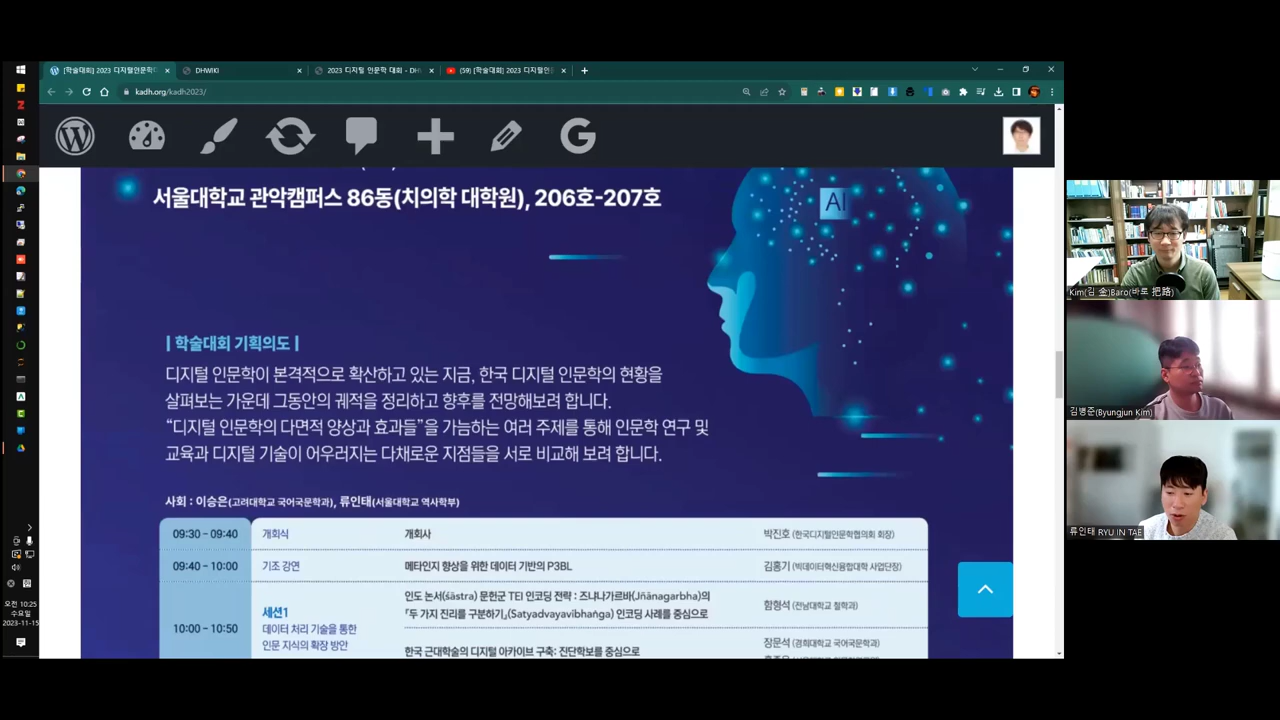 [학술대회] 2023 디지털인문학대
DHWIKI
2023 디지털 인문학 대회 - DH
(59) [학술대회] 2023 디지털인문
kadh.org/kadh2023/
서울대학교 관악캠퍼스 86동(치의학 대학원), 206호-207호
AI
| 학술대회 기획의도 |
디지털 인문학이 본격적으로 확산하고 있는 지금, 한국 디지털 인문학의 현황을
살펴보는 가운데 그동안의 궤적을 정리하고 향후를 전망해보려 합니다.
“디지털 인문학의 다면적 양상과 효과들”을 가늠하는 여러 주제를 통해 인문학 연구 및
교육과 디지털 기술이 어우러지는 다채로운 지점들을 서로 비교해 보려 합니다.
사회 : 이승은(고려대학교 국어국문학과), 류인태(서울대학교 역사학부)
09:30 – 09:40 개회식 개회사 박진호 (한국디지털인문학협의회 회장)
09:40 – 10:00 기조 강연 메타인지 향상을 위한 데이터 기반의 P3BL 김홍기 (빅데이터혁신융합대학 사업단장)
10:00 – 10:50
세션1
데이터 처리 기술을 통한
인문 지식의 확장 방안
인도 논서(śāstra) 문헌군 TEI 인코딩 전략 : 즈냐나가르바(Jñānagarbha)의
『두 가지 진리를 구분하기』(Satyadvayavibhaṅga) 인코딩 사례를 중심으로
함형석 (전남대학교 철학과)
한국 근대학술의 디지털 아카이브 구축: 진단학보를 중심으로
장문석 (경희대학교 국어국문학과)
Kim(김 金)Baro(바로 把路)
김병준(Byungjun Kim)
류인태 RYU IN TAE
오전 10:25
수요일
2023-11-15